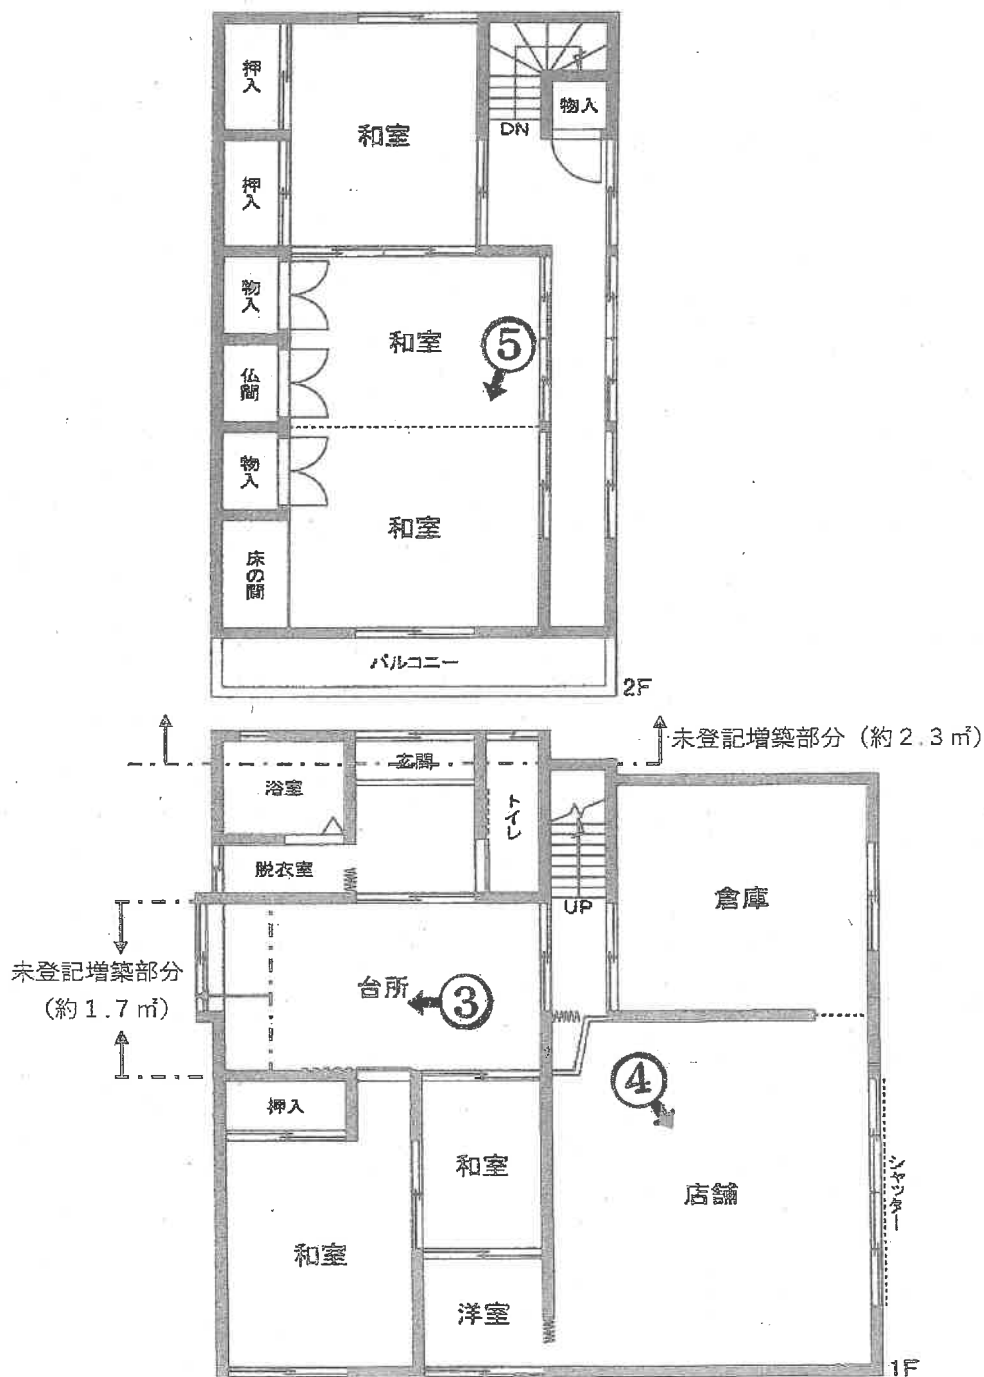 押入
和室
物入
DN
押入
物入
和室
⑤
仏間
物入
和室
床の間
バルコニー
2F
未登記増築部分（約2.3㎡）
玄関
浴室
トイレ
脱衣室
倉庫
UP
未登記増築部分
（約1.7㎡）
台所
③
④
押入
和室
店舗
シャッター
和室
洋室
1F